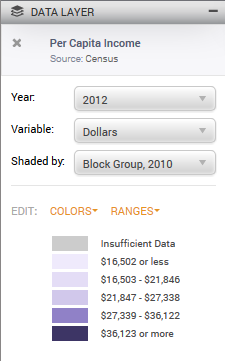 DATA LAYER
Per Capita Income
Source: Census
Year: 2012
Variable: Dollars
Shaded by: Block Group, 2010
EDIT: COLORS RANGES
Insufficient Data
$16,502 or less
$16,503 - $21,846
$21,847 - $27,338
$27,339 - $36,122
$36,123 or more